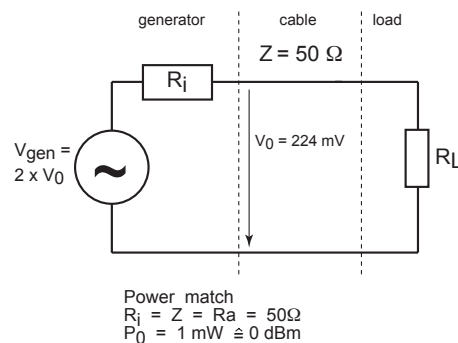 generator cable load
Z = 50 Ω
Ri
Vgen =
2 x V0
~
V0 = 224 mV
RL
Power match
Ri = Z = Ra = 50Ω
P0 = 1 mW ≙ 0 dBm